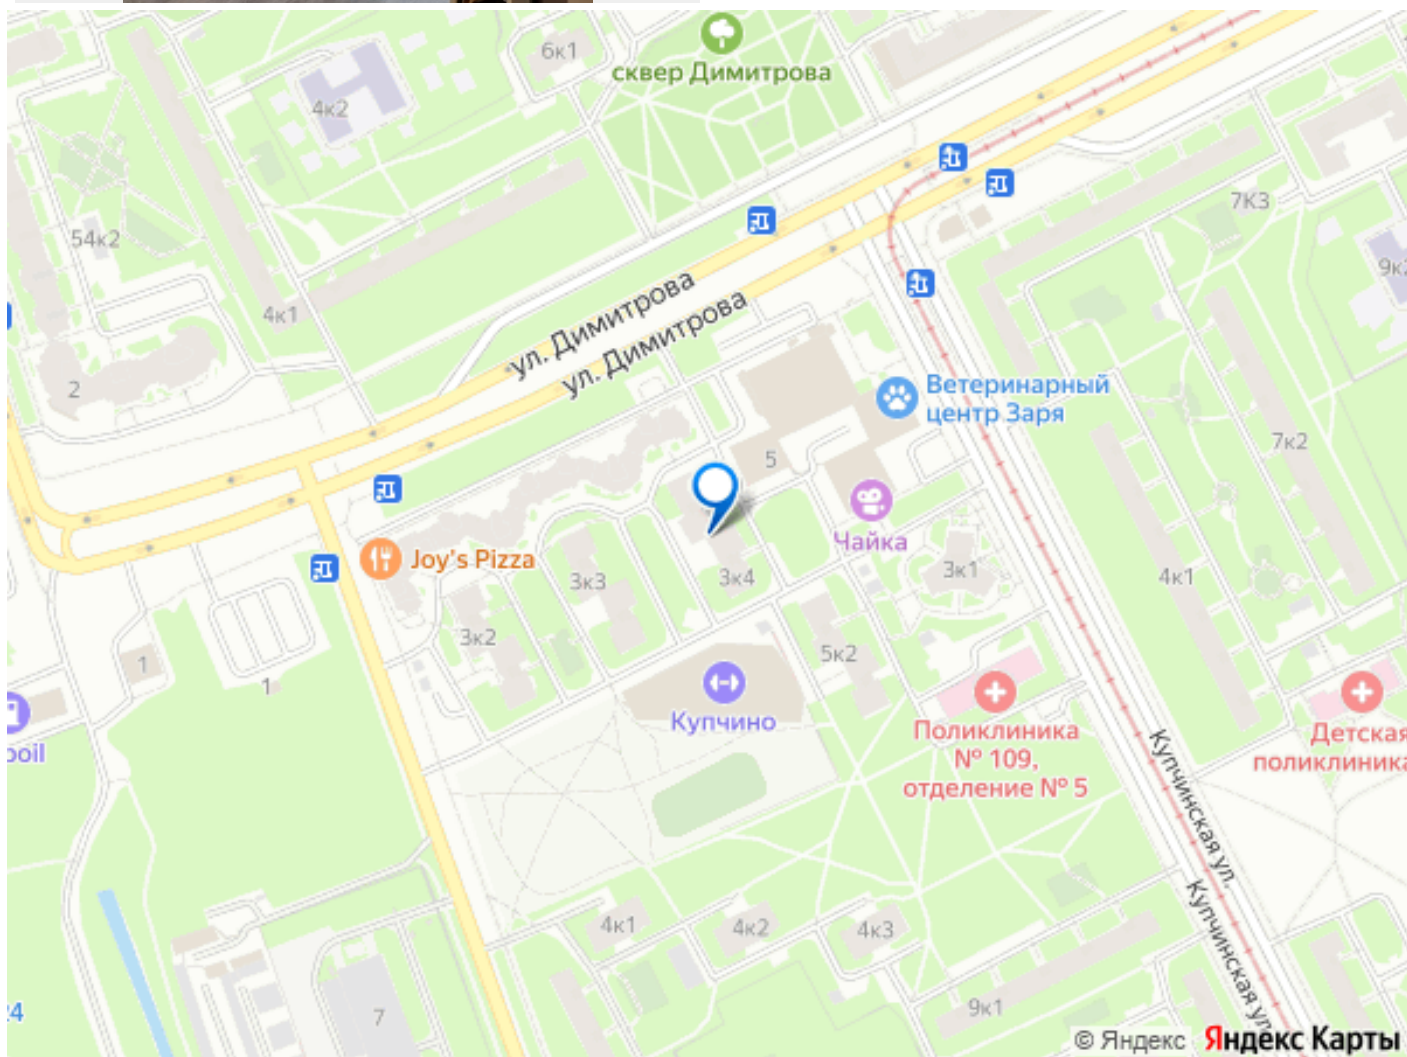 6к1
сквер Димитрова
4к2
7К3
54к2
9к2
4к1
ул. Димитрова
ул. Димитрова
2
Ветеринарный
центр Заря
7к2
5
Чайка
Joy's Pizza
3к3
3к4
3к1
4к1
3к2
5к2
1
1
Купчино
Поликлиника
№ 109,
отделение № 5
Детская
поликлиника
oil
Купчинская ул.
Купчинская ул.
4к1
4к2
4к3
24
7
9к1
© Яндекс Яндекс Карты